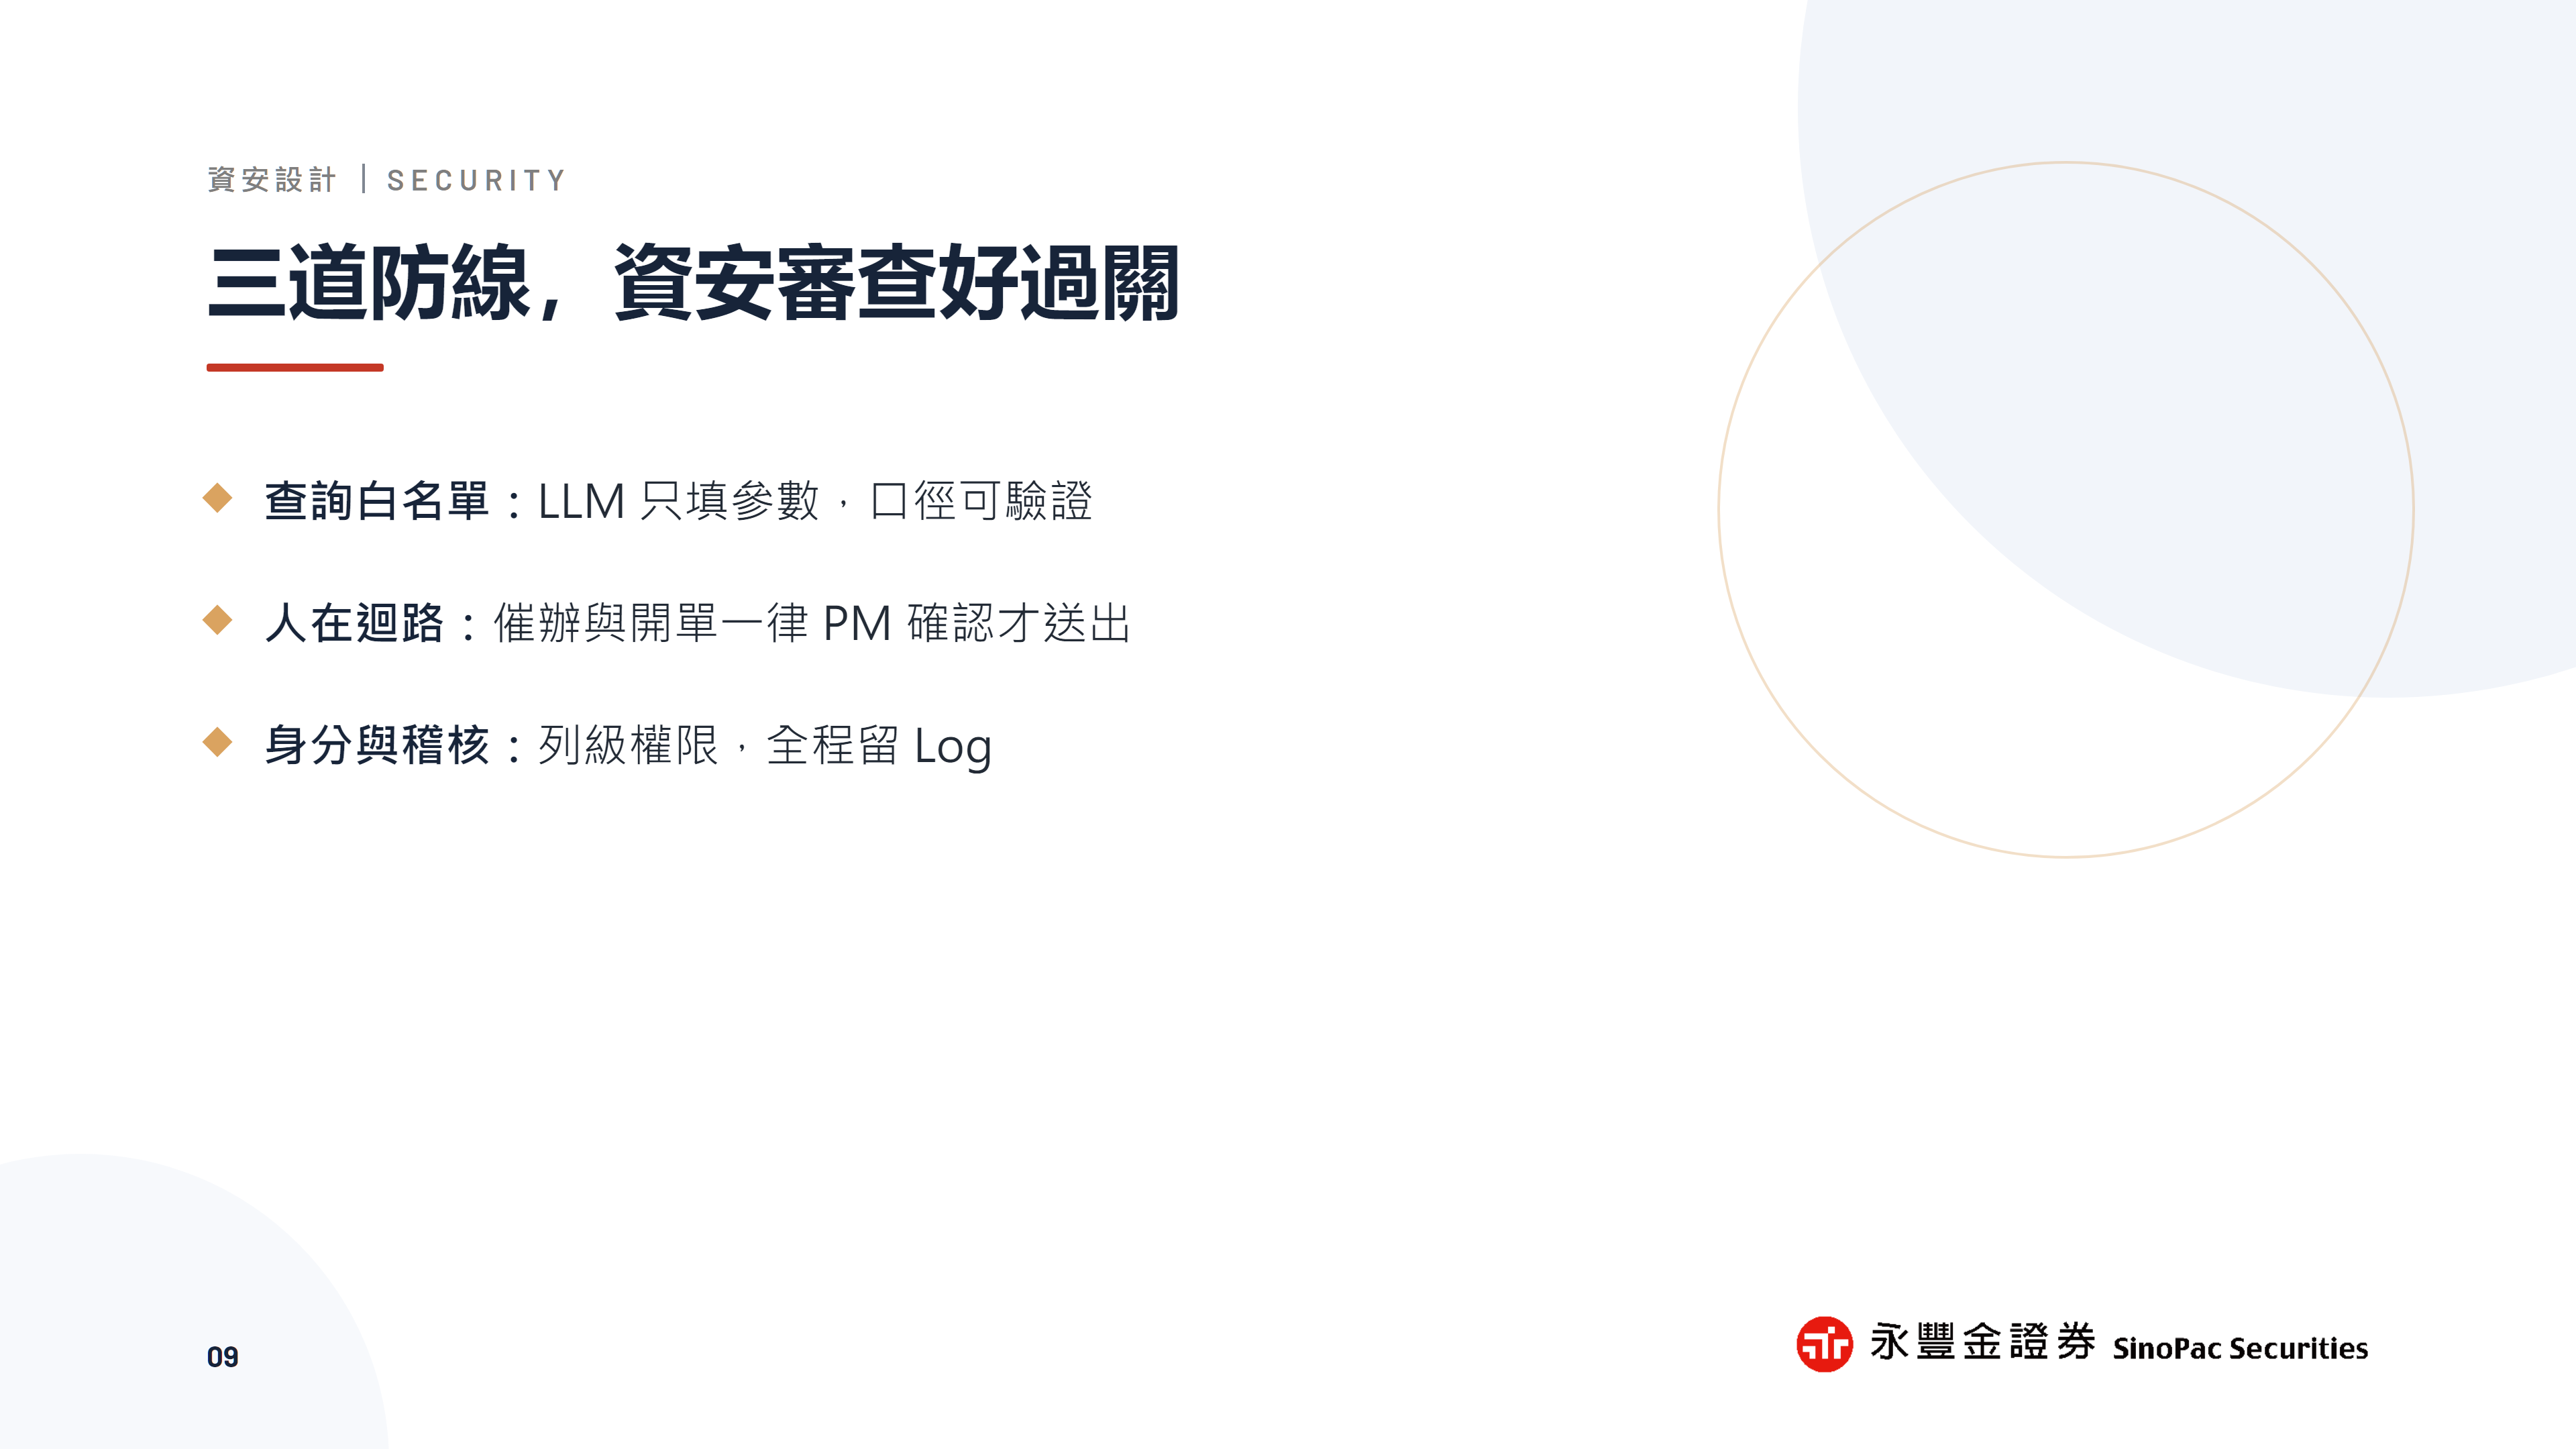 資安設計｜SECURITY
三道防線，資安審查好過關
查詢白名單：LLM 只填參數，口徑可驗證
人在迴路：催辦與開單一律 PM 確認才送出
身分與稽核：列級權限，全程留 Log
09
永豐金證券 SinoPac Securities